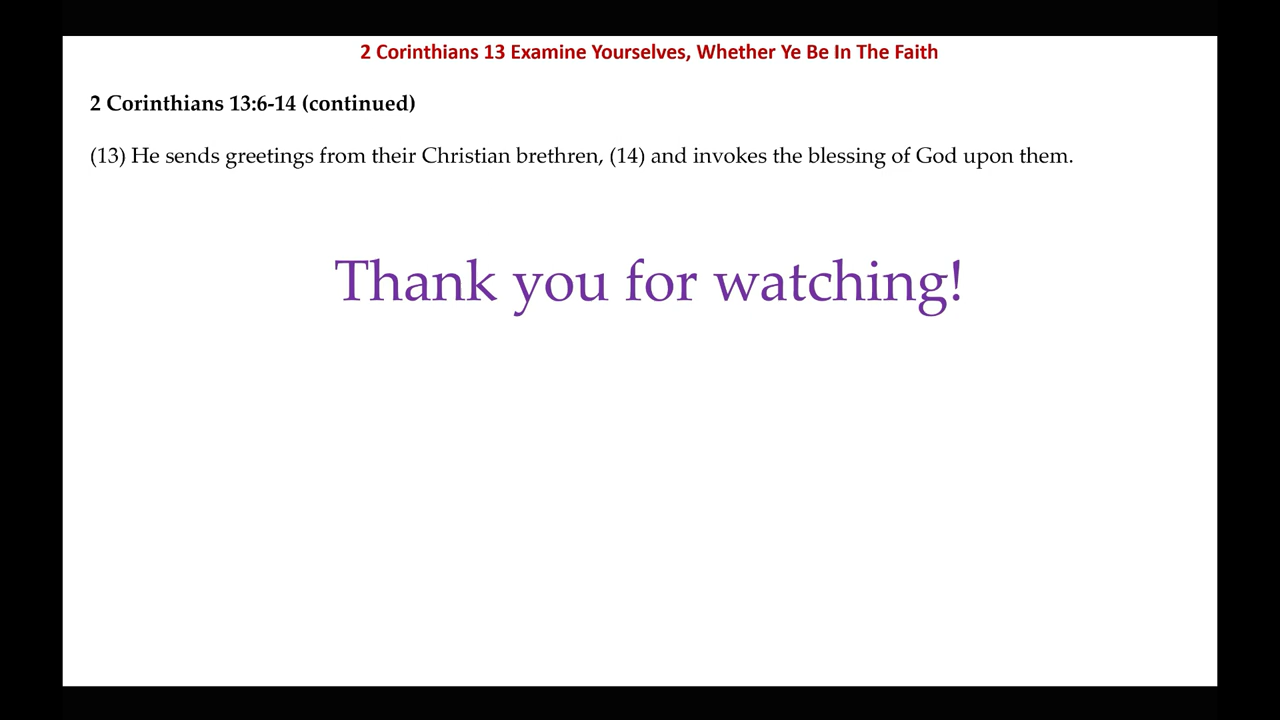 2 Corinthians 13 Examine Yourselves, Whether Ye Be In The Faith
2 Corinthians 13:6-14 (continued)
(13) He sends greetings from their Christian brethren, (14) and invokes the blessing of God upon them.
Thank you for watching!